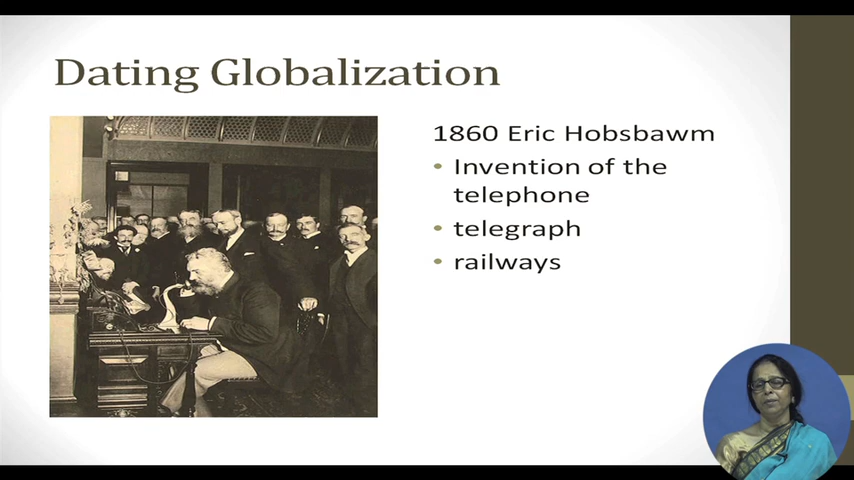 Dating Globalization
1860 Eric Hobsbawm
• Invention of the
telephone
• telegraph
• railways